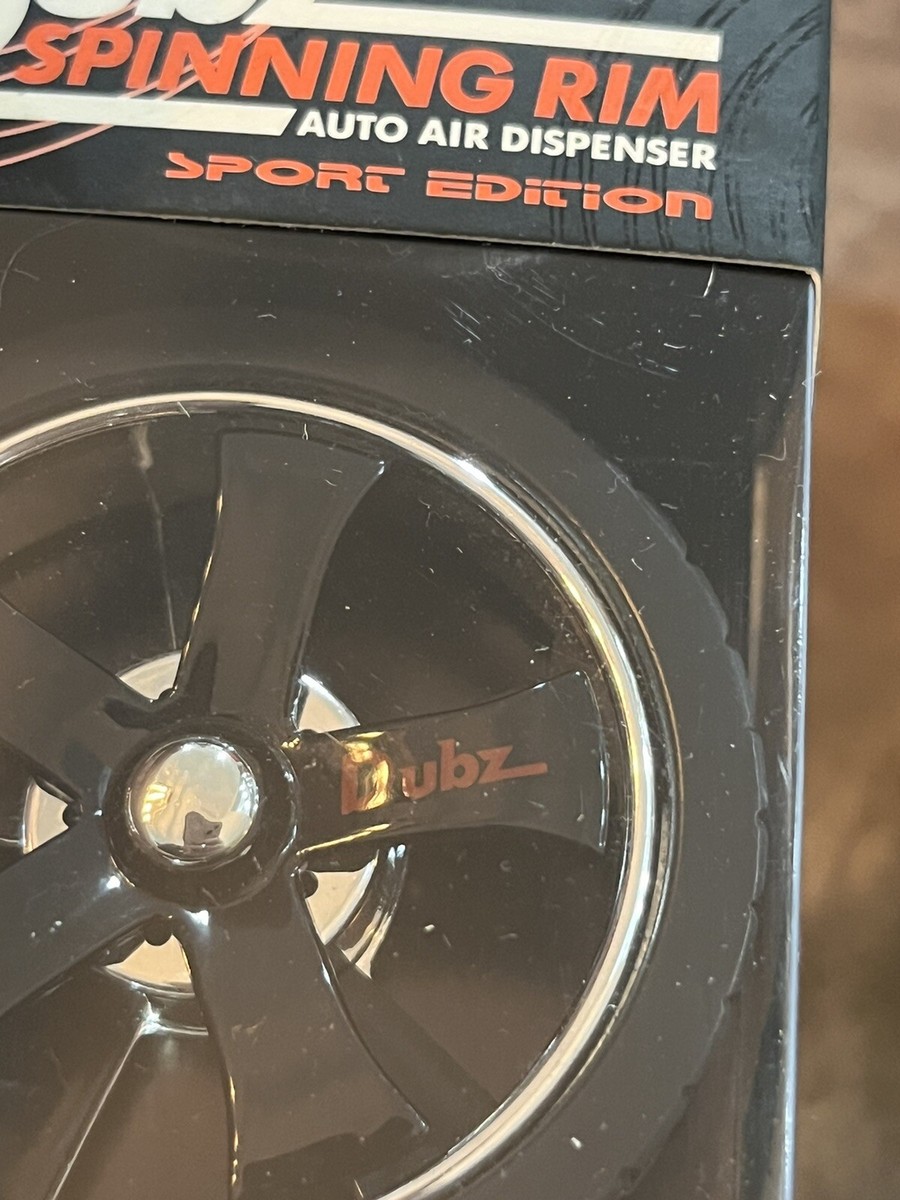 SPINNING RIM
AUTO AIR DISPENSER
SPORT EDITION
Dubz